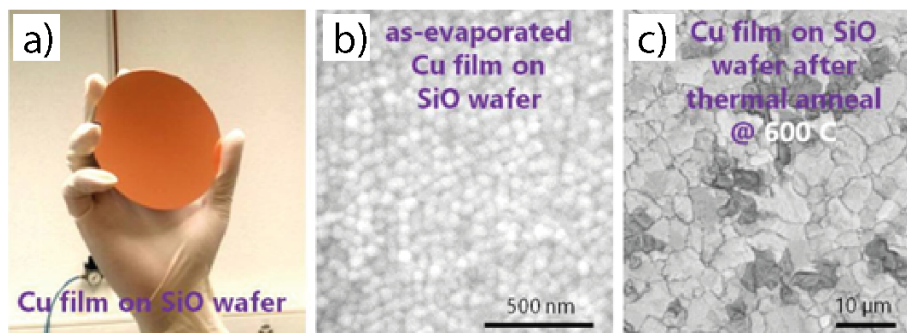 a)
Cu film on SiO wafer
b)
as-evaporated
Cu film on
SiO wafer
500 nm
c)
Cu film on SiO
wafer after
thermal anneal
@ 600 C
10 μm